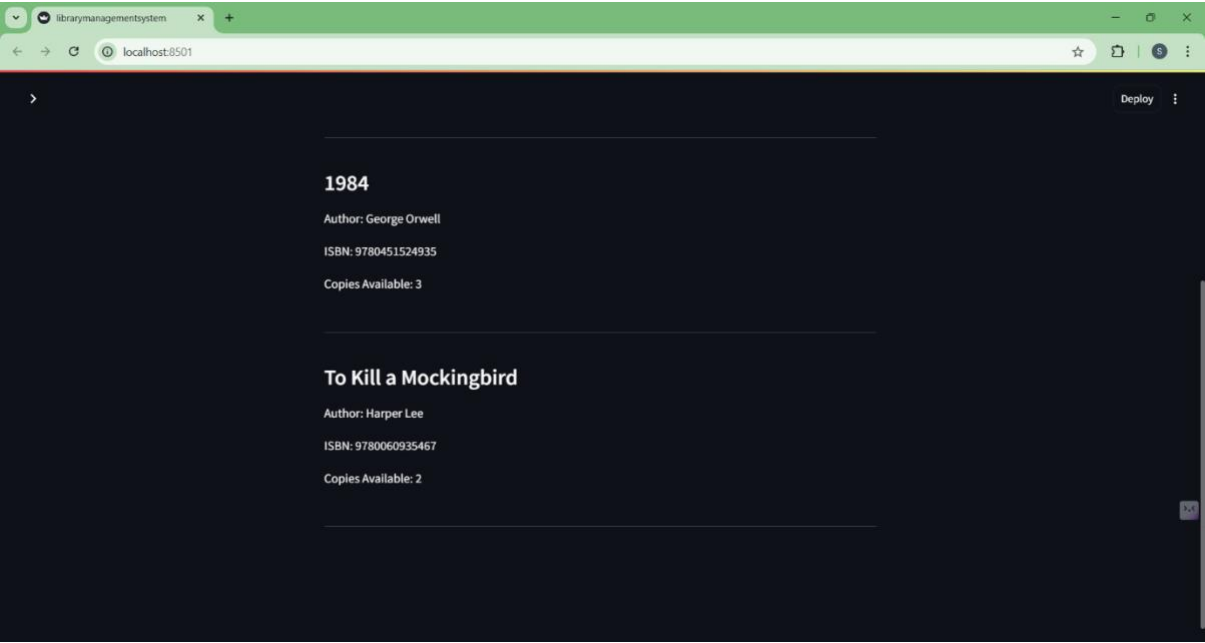 librarymanagementsystem
localhost:8501
S
Deploy
1984
Author: George Orwell
ISBN: 9780451524935
Copies Available: 3
To Kill a Mockingbird
Author: Harper Lee
ISBN: 9780060935467
Copies Available: 2